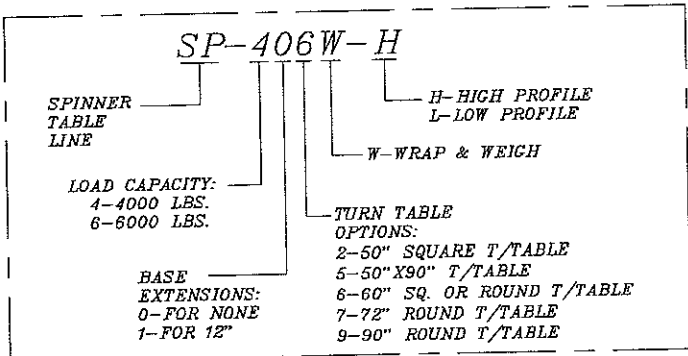 SP-406W-H
SPINNER
TABLE
LINE
H-HIGH PROFILE
L-LOW PROFILE
W-WRAP & WEIGH
LOAD CAPACITY:
4-4000 LBS.
6-6000 LBS.
TURN TABLE
OPTIONS:
2-50" SQUARE T/TABLE
5-50"X90" T/TABLE
6-60" SQ. OR ROUND T/TABLE
7-72" ROUND T/TABLE
9-90" ROUND T/TABLE
BASE
EXTENSIONS:
0-FOR NONE
1-FOR 12"